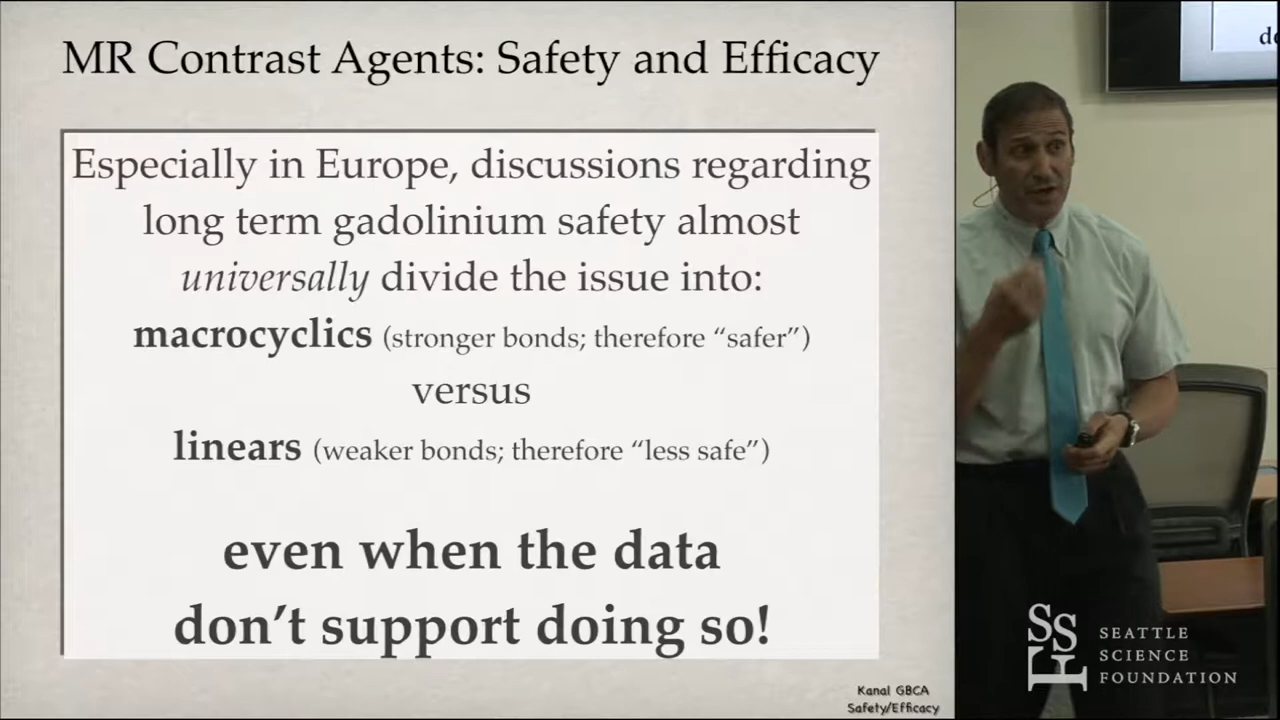 MR Contrast Agents: Safety and Efficacy
Especially in Europe, discussions regarding
long term gadolinium safety almost
universally divide the issue into:
macrocyclics (stronger bonds; therefore “safer”)
versus
linears (weaker bonds; therefore “less safe”)
even when the data
don’t support doing so!
Kanal GBCA
Safety/Efficacy
SSF
SEATTLE
SCIENCE
FOUNDATION